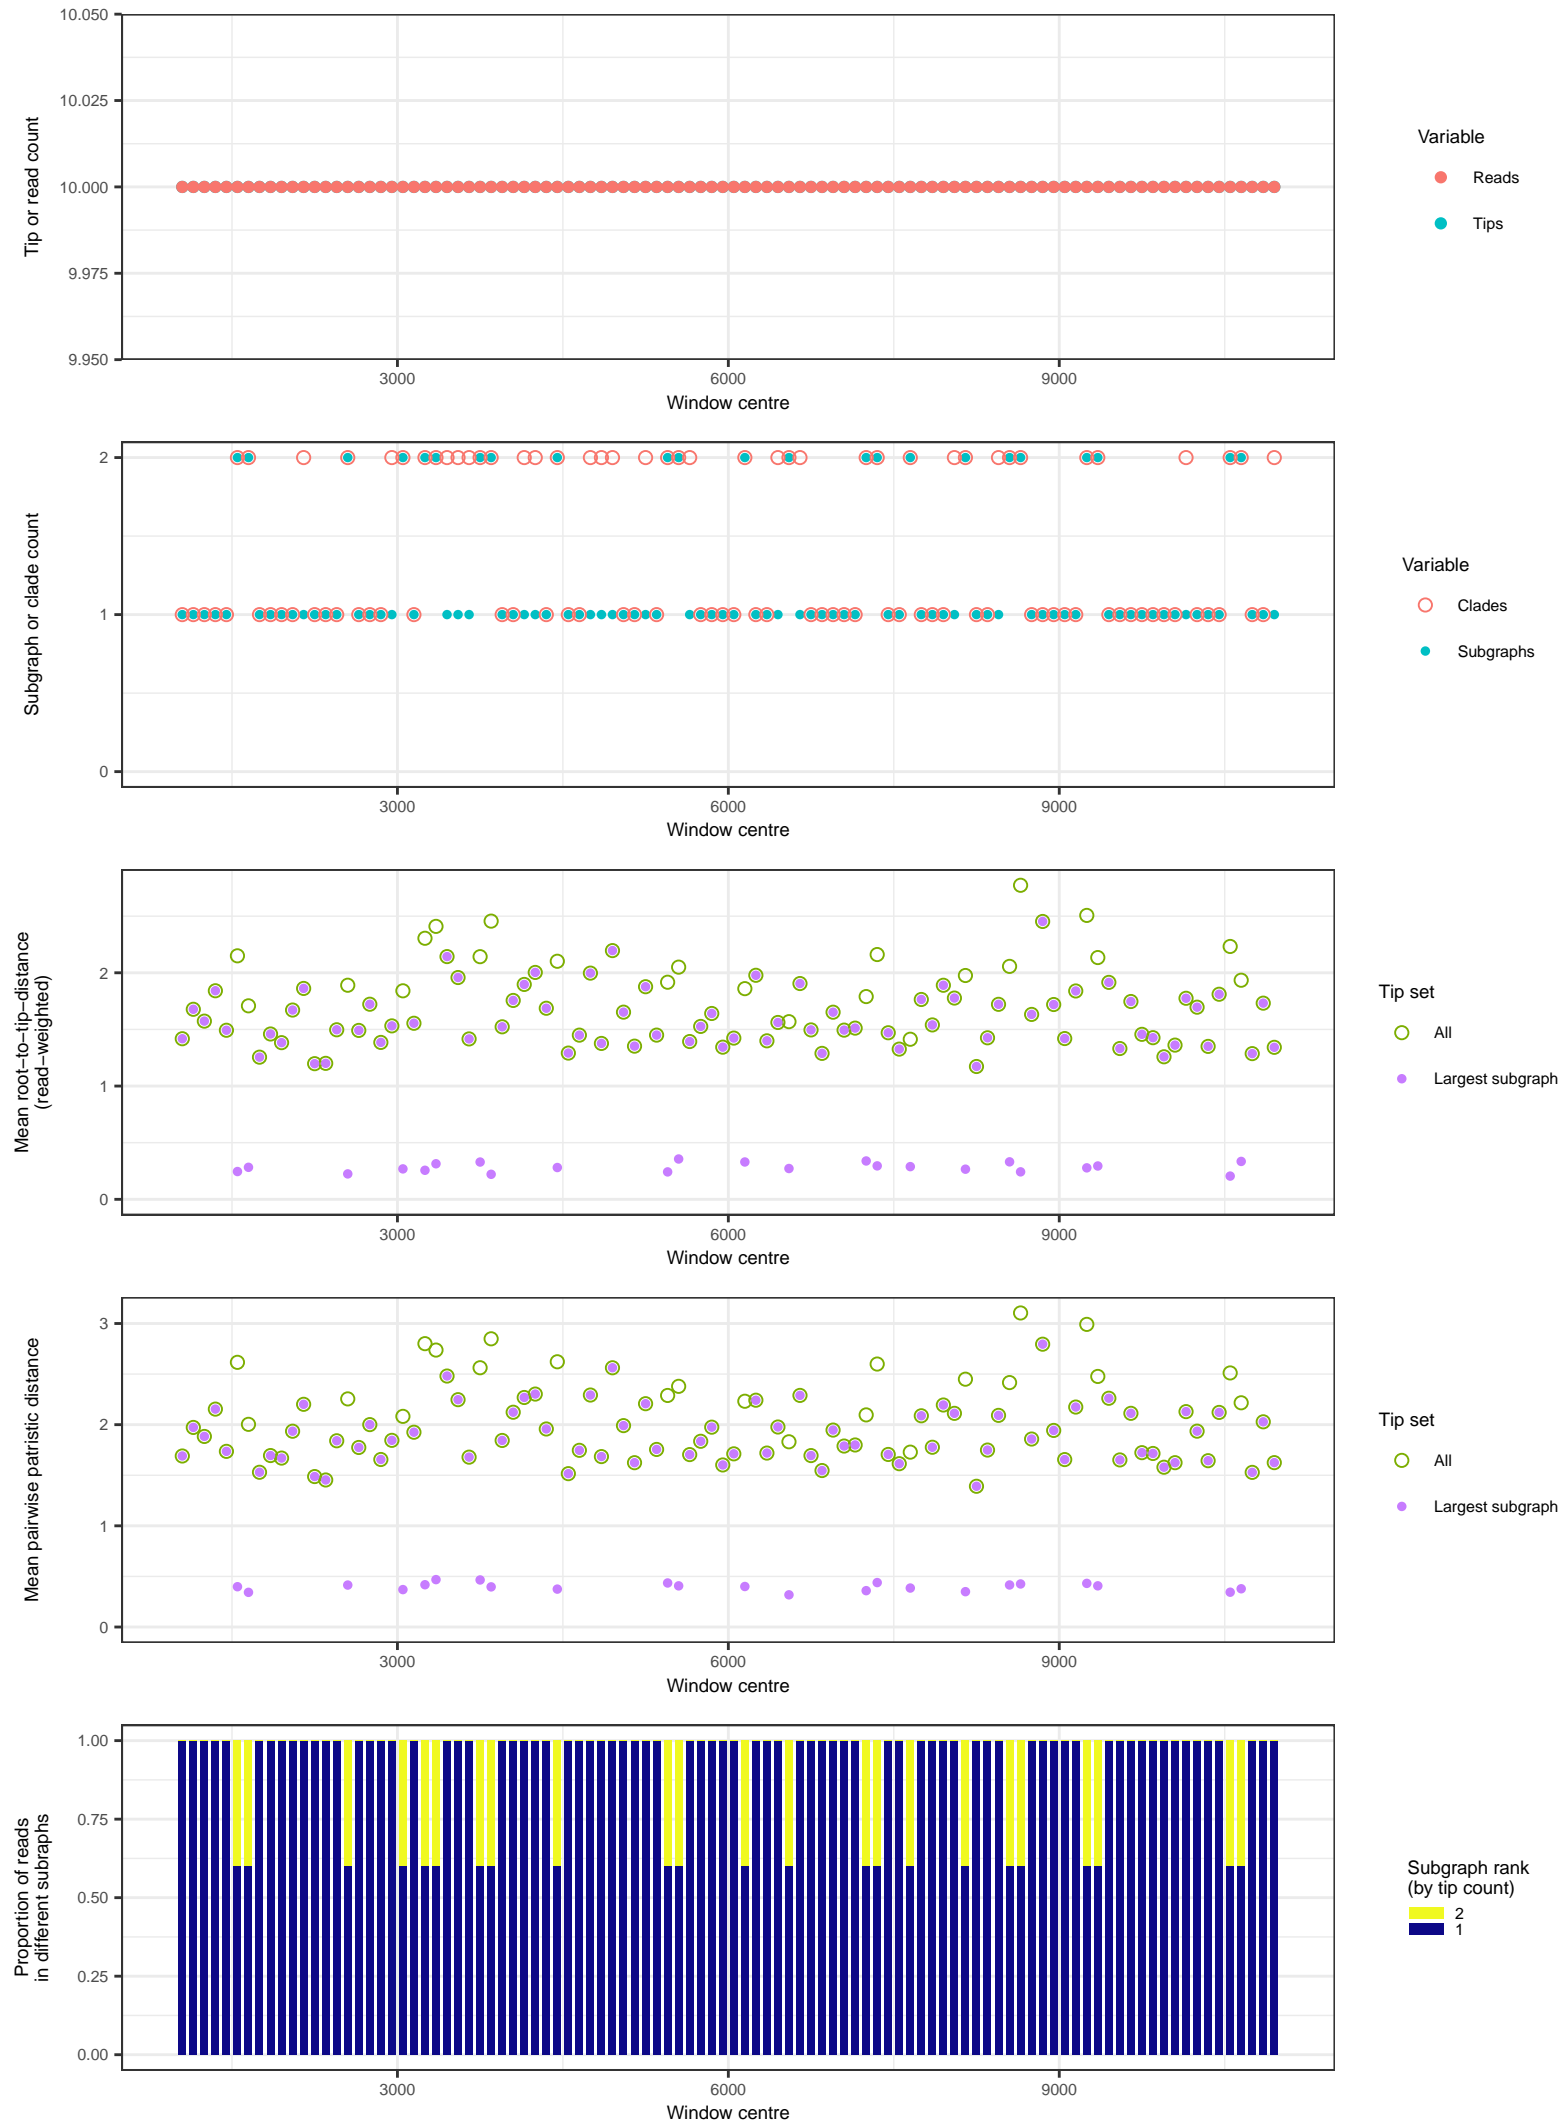 10.050
10.025
10.000
9.975
9.950
Tip or read count
3000 6000 9000
Window centre
Variable
Reads
Tips
2
1
0
Subgraph or clade count
3000 6000 9000
Window centre
Variable
Clades
Subgraphs
2
1
0
Mean root−to−tip−distance
(read−weighted)
3000 6000 9000
Window centre
Tip set
All
Largest subgraph
3
2
1
0
Mean pairwise patristic distance
3000 6000 9000
Window centre
Tip set
All
Largest subgraph
1.00
0.75
0.50
0.25
0.00
Proportion of reads
in different subraphs
3000 6000 9000
Window centre
Subgraph rank
(by tip count)
2
1